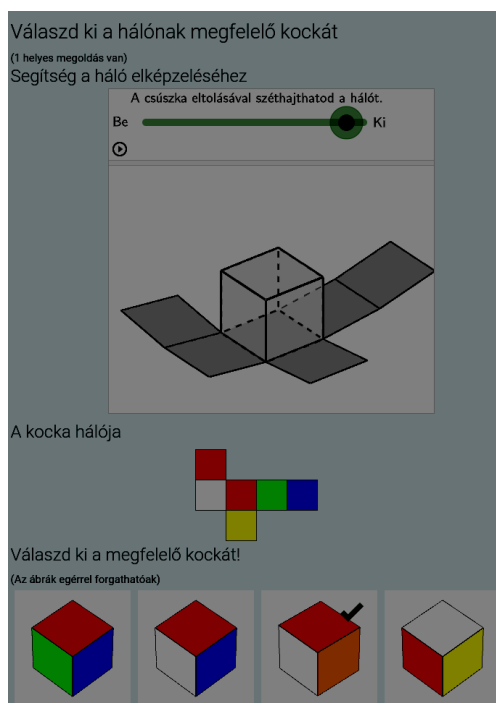 Válaszd ki a hálónak megfelelő kockát
(1 helyes megoldás van)
Segítség a háló elképzeléséhez
A csúszka eltolásával széthajthatod a hálót.
Be Ki
A kocka hálója
Válaszd ki a megfelelő kockát!
(Az ábrák egérrel forgathatóak)